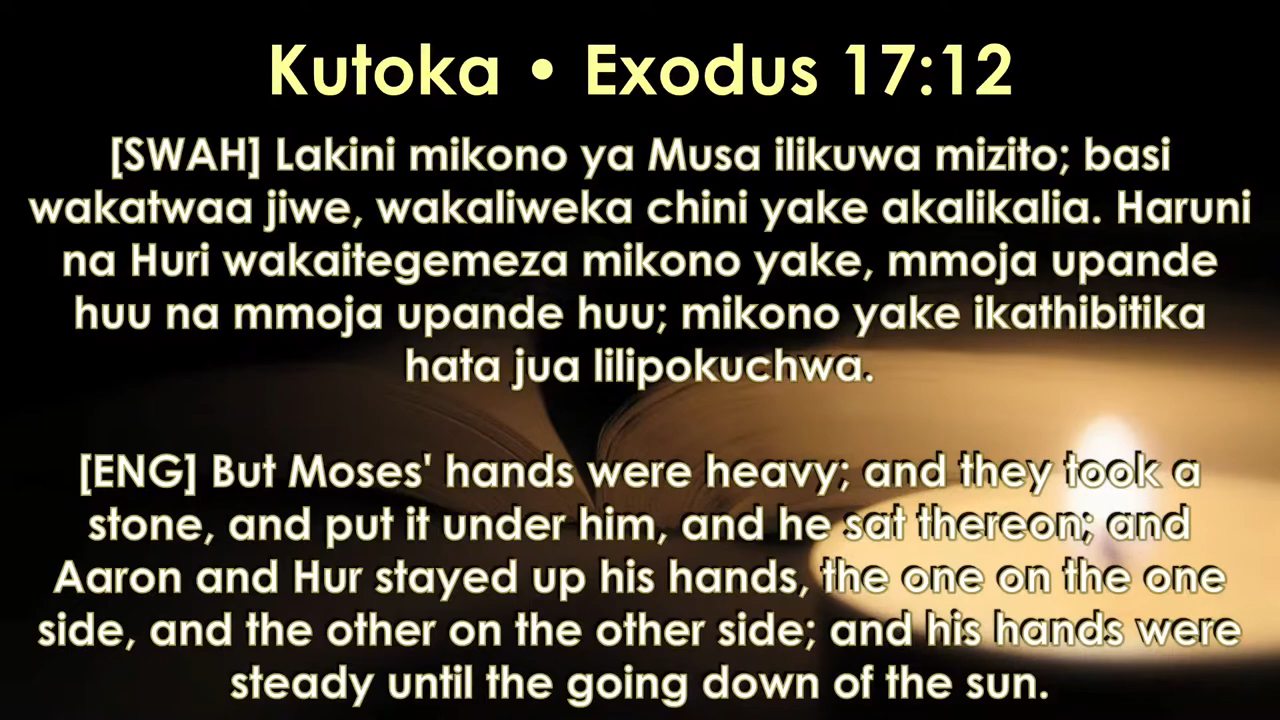 Kutoka • Exodus 17:12
[SWAH] Lakini mikono ya Musa ilikuwa mizito; basi
wakatwaa jiwe, wakaliweka chini yake akalikalia. Haruni
na Huri wakaitegemeza mikono yake, mmoja upande
huu na mmoja upande huu; mikono yake ikathibitika
hata jua lilipokuchwa.
[ENG] But Moses' hands were heavy; and they took a
stone, and put it under him, and he sat thereon; and
Aaron and Hur stayed up his hands, the one on the one
side, and the other on the other side; and his hands were
steady until the going down of the sun.